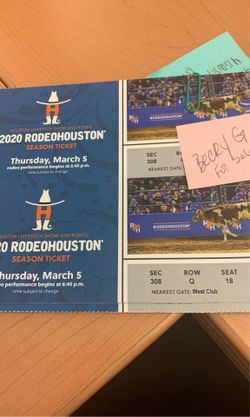 HOUSTON LIVESTOCK SHOW AND RODEO
2020 RODEOHOUSTON®
SEASON TICKET
Thursday, March 5
rodeo performance begins at 6:45 p.m.
time subject to change
SEC
308
ROW
Q
NEAREST GATE: W
BECKY G
HOUSTON LIVESTOCK SHOW AND RODEO
20 RODEOHOUSTON®
SEASON TICKET
hursday, March 5
performance begins at 6:45 p.m.
time subject to change
RODEOHOUSTON
SEC ROW SEAT
308 Q 18
NEAREST GATE: West Club